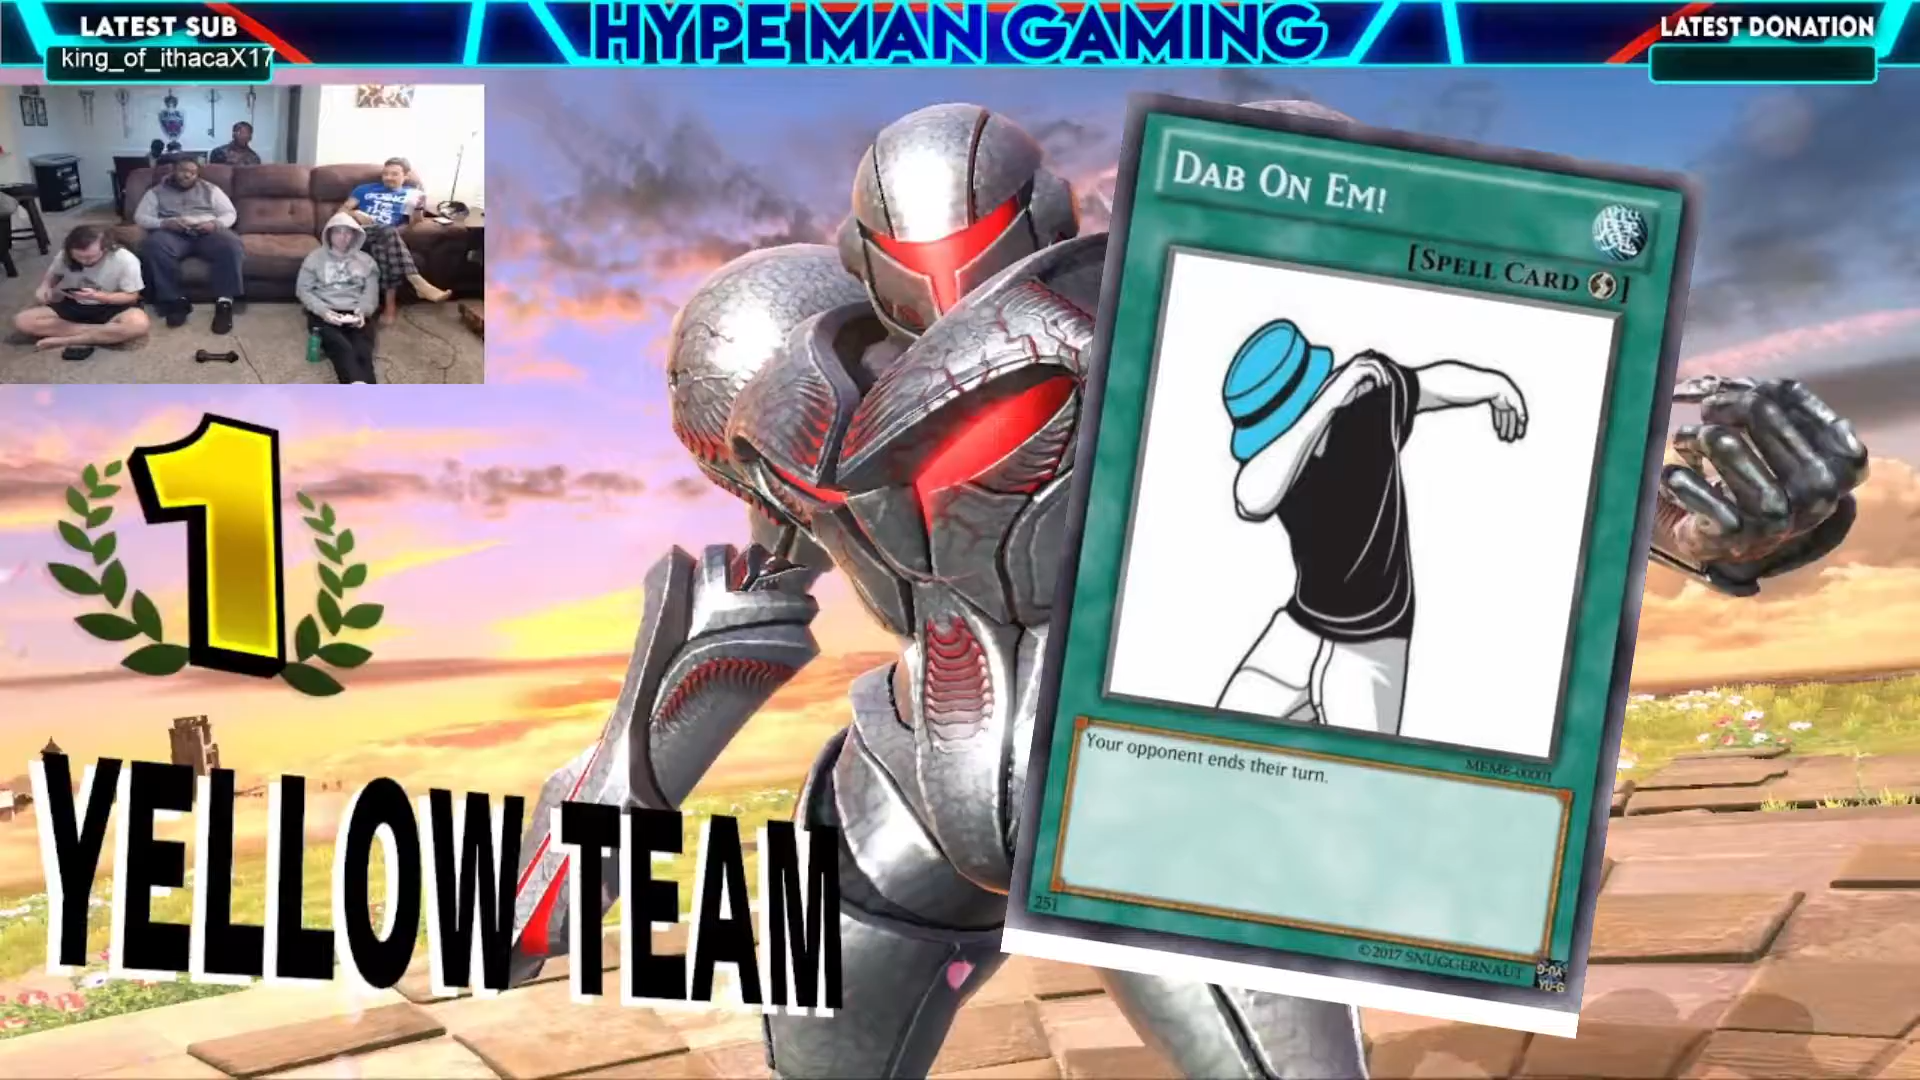 LATEST SUB
king_of_ithacaX17
HYPE MAN GAMING
LATEST DONATION
DAB ON EM!
[SPELL CARD]
MEME-00001
Your opponent ends their turn.
251
©2017 SNUGGERNAUT
1
YELLOW TEAM